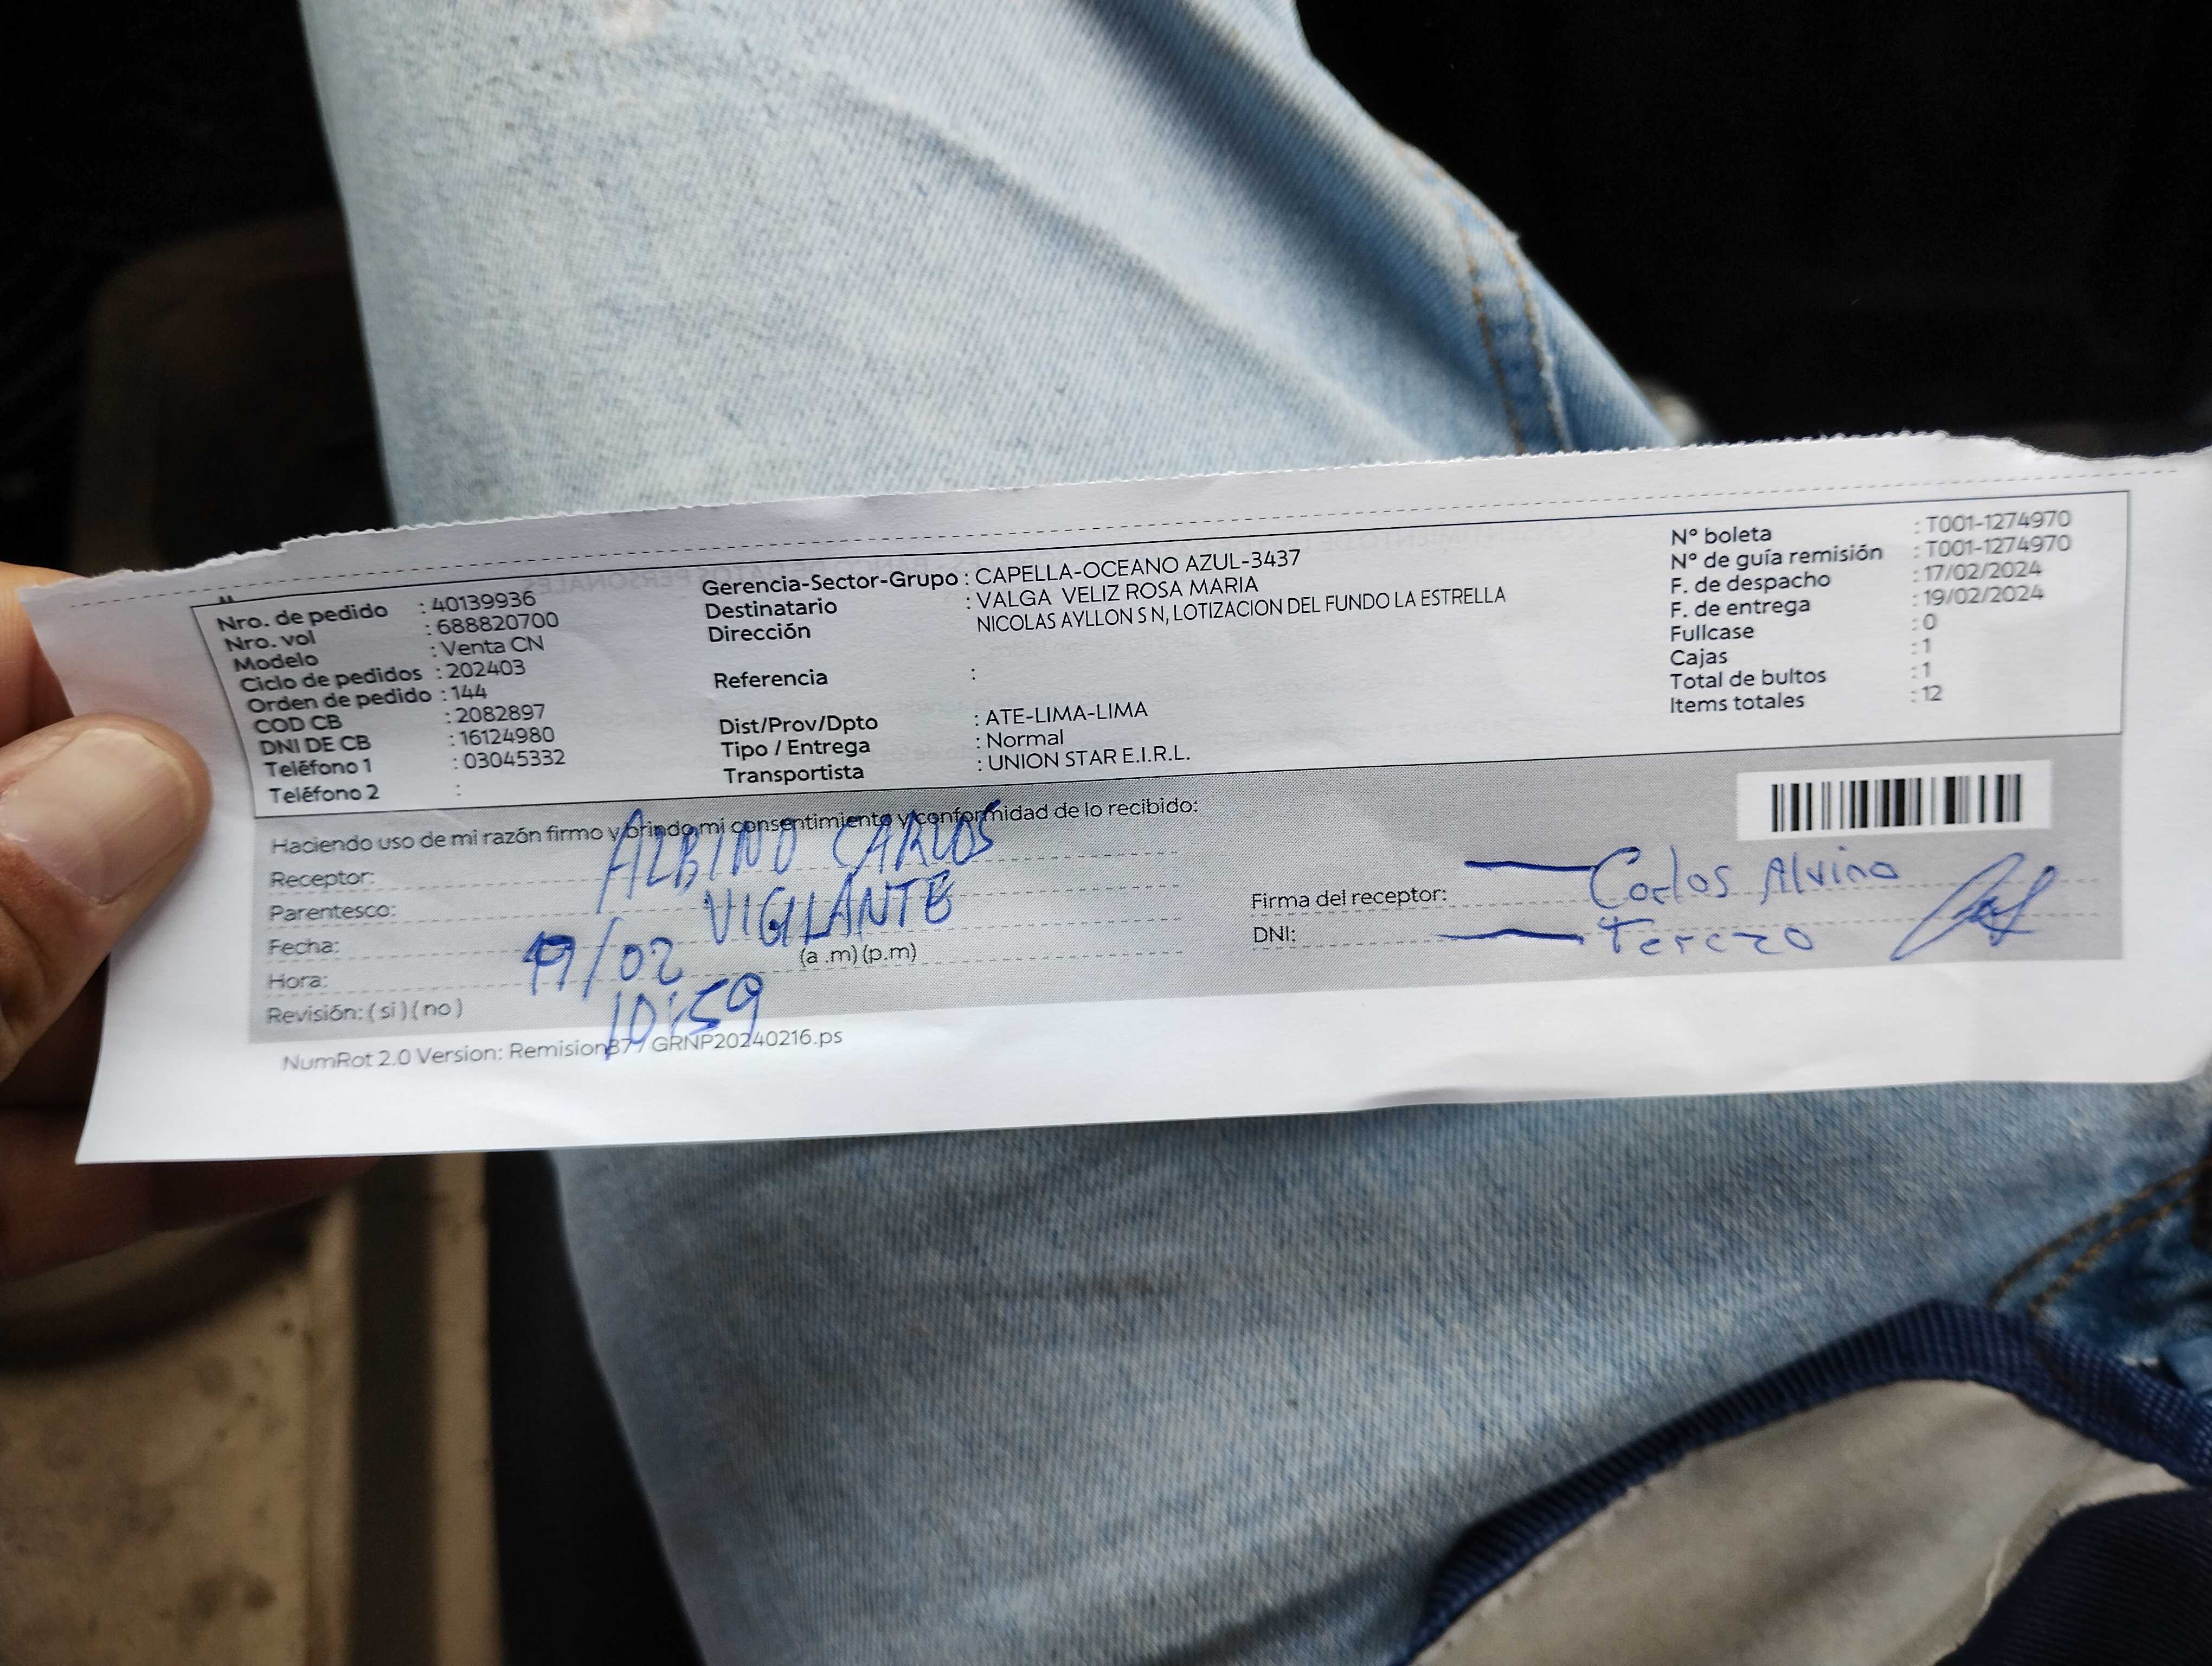 Nro. de pedido : 40139936
Nro. vol : 688820700
Modelo : Venta CN
Ciclo de pedidos : 202403
Orden de pedido : 144
COD CB : 2082897
DNI DE CB : 16124980
Teléfono 1 : 03045332
Teléfono 2 :
Gerencia-Sector-Grupo : CAPELLA-OCEANO AZUL-3437
Destinatario : VALGA VELIZ ROSA MARIA
Dirección NICOLAS AYLLON S N, LOTIZACION DEL FUNDO LA ESTRELLA
Referencia :
Dist/Prov/Dpto : ATE-LIMA-LIMA
Tipo / Entrega : Normal
Transportista : UNION STAR E.I.R.L.
N° boleta : T001-1274970
N° de guía remisión : T001-1274970
F. de despacho : 17/02/2024
F. de entrega : 19/02/2024
Fullcase : 0
Cajas : 1
Total de bultos : 1
Items totales : 12
Haciendo uso de mi razón firmo y brindo mi consentimiento y conformidad de lo recibido:
Receptor: ALBINO CARLOS
Parentesco: VIGILANTE
Fecha: 19/02
Hora: 10:59 (a .m) (p.m)
Revisión: ( si ) ( no )
Firma del receptor: Carlos Alvino
DNI: Terczo
NumRot 2.0 Version: Remision87 / GRNP20240216.ps